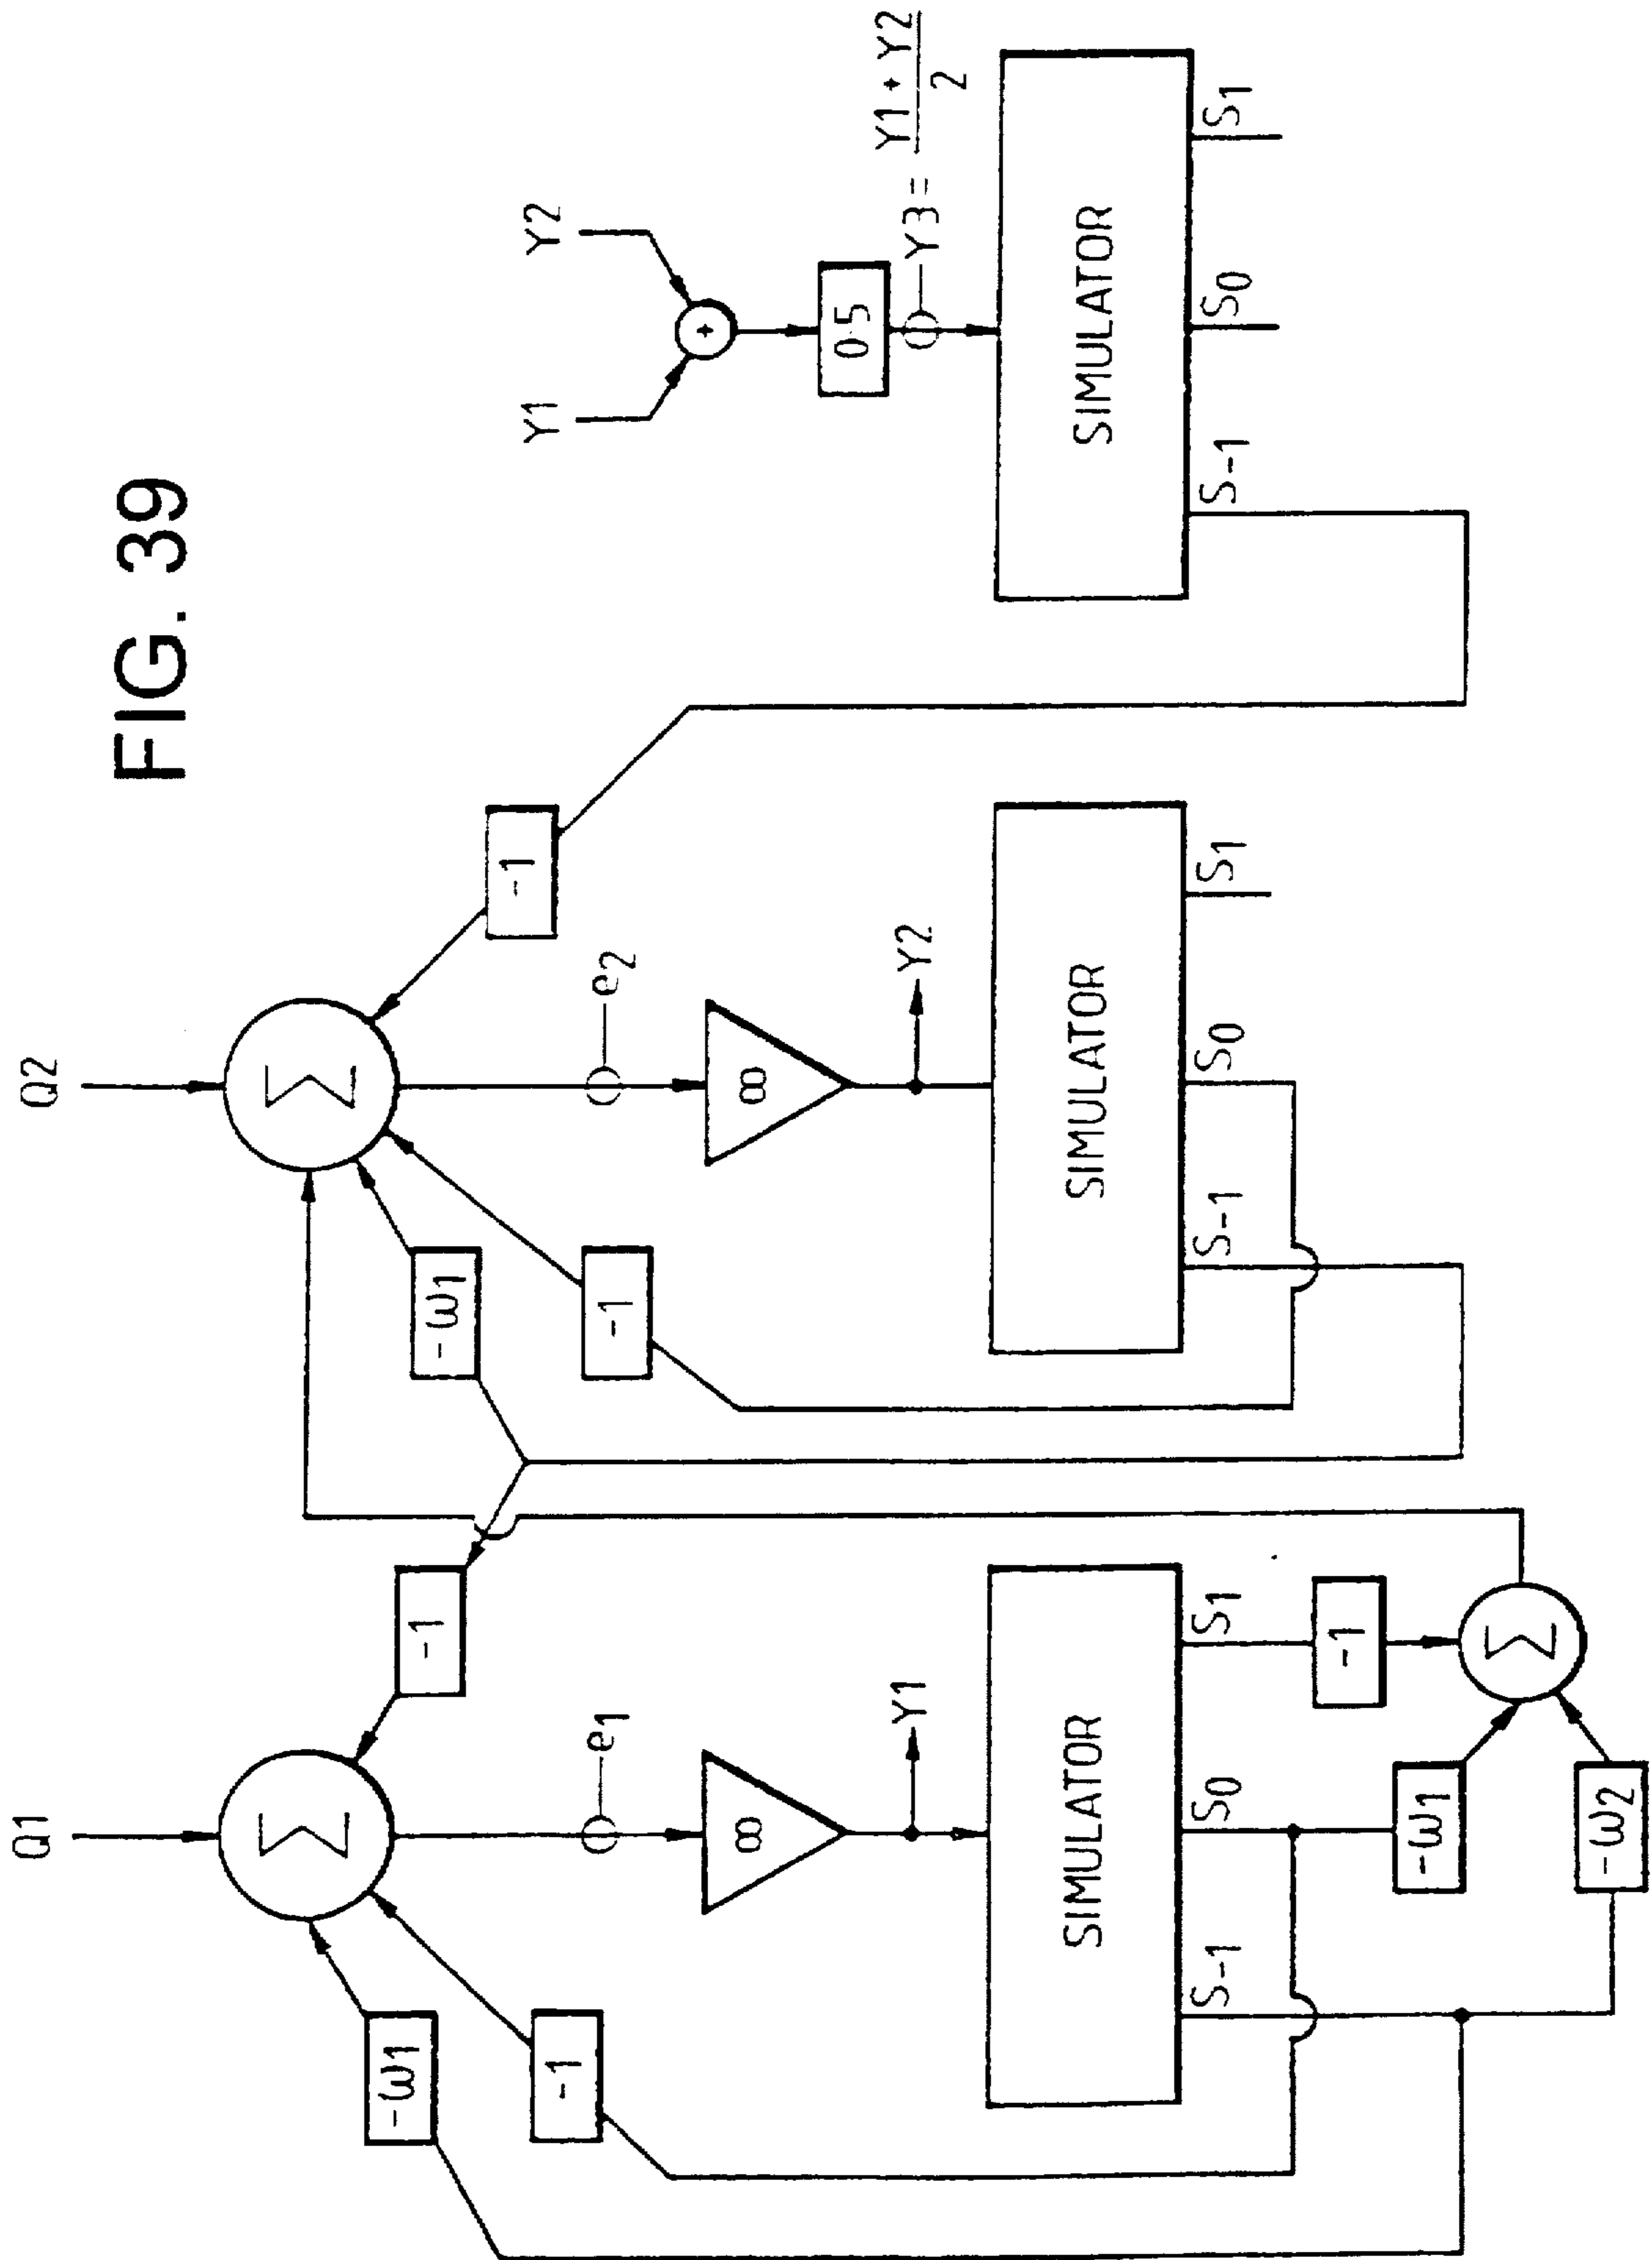 FIG. 39
Q1
Q2
Σ
Σ
-ω1
-1
-1
-ω1
-1
-1
e1
e2
∞
∞
Y1
Y2
Y1
Y2
+
0·5
Y3 = Y1 + Y2
2
SIMULATOR
SIMULATOR
SIMULATOR
S-1
S0
S1
S-1
S0
S1
S-1
S0
S1
-1
-ω1
-ω2
Σ